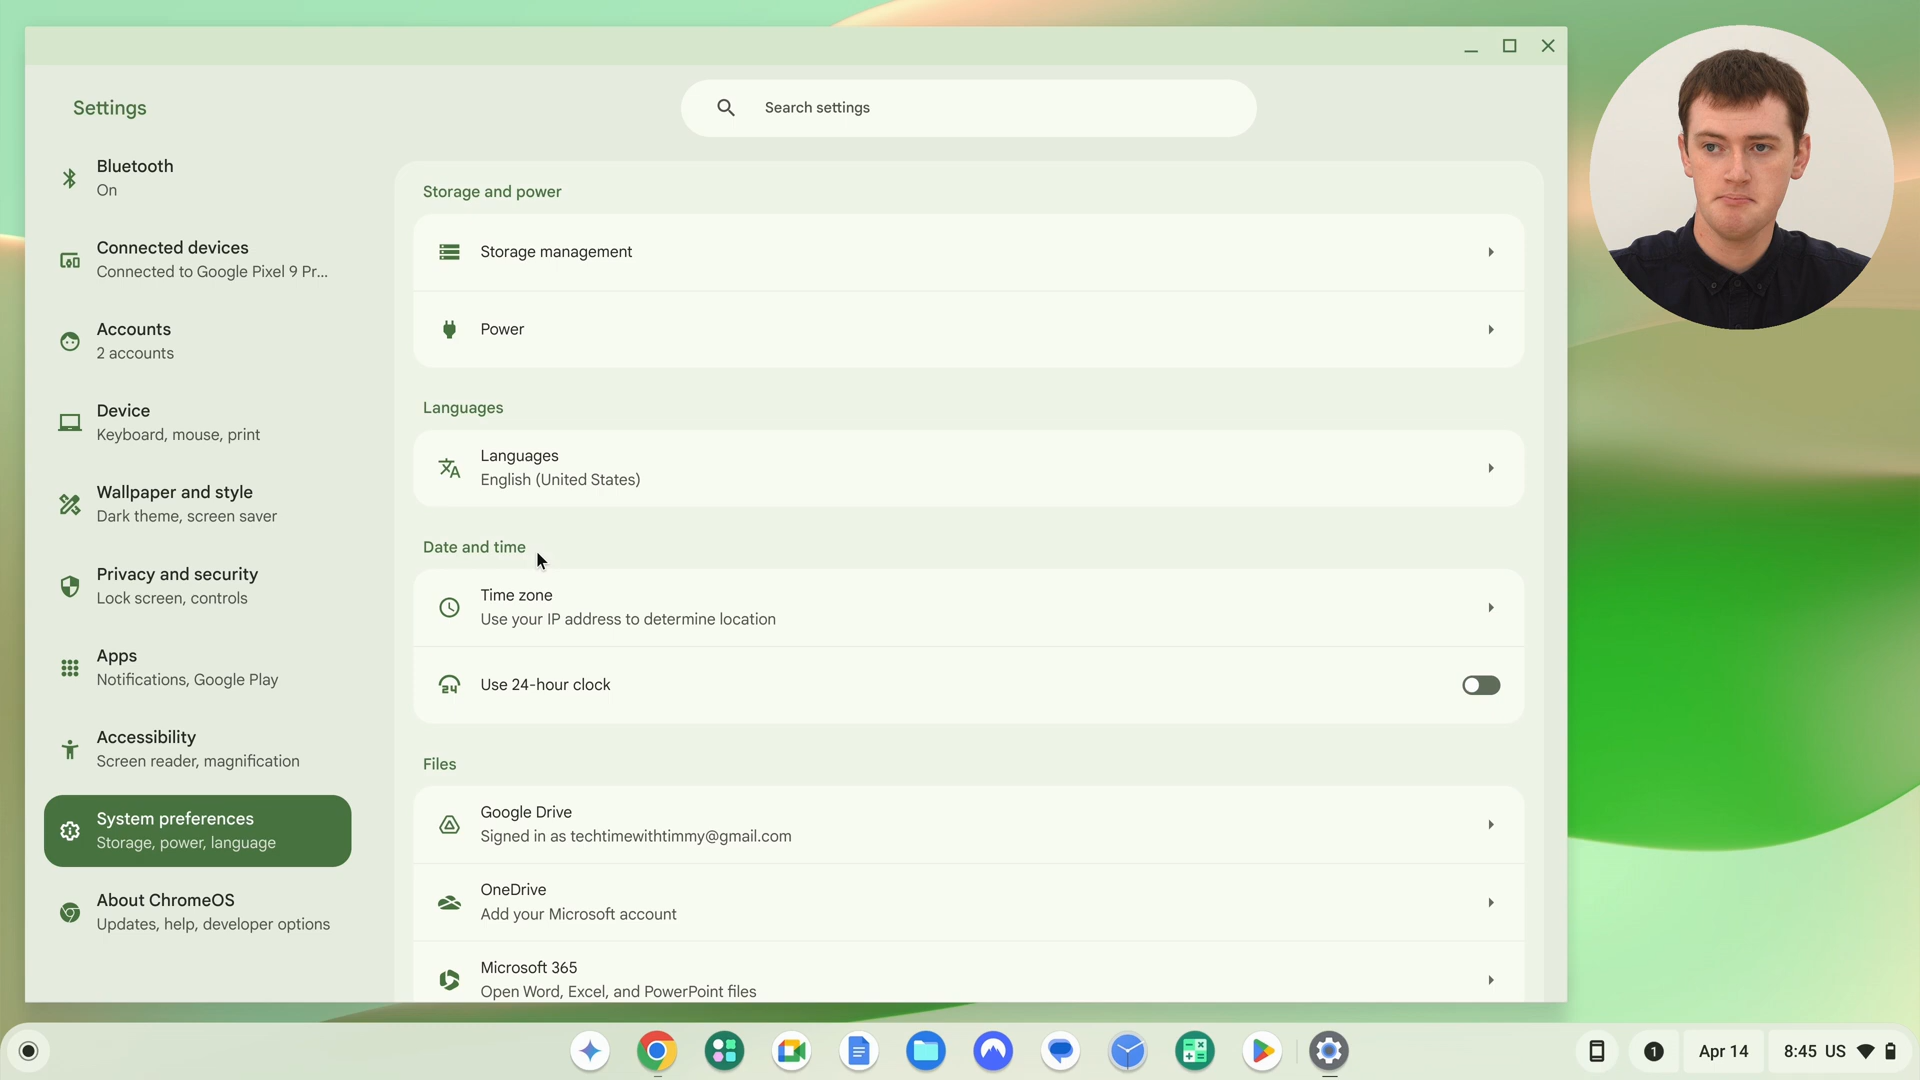 Settings
Search settings
Bluetooth
On
Connected devices
Connected to Google Pixel 9 Pr...
Accounts
2 accounts
Device
Keyboard, mouse, print
Wallpaper and style
Dark theme, screen saver
Privacy and security
Lock screen, controls
Apps
Notifications, Google Play
Accessibility
Screen reader, magnification
System preferences
Storage, power, language
About ChromeOS
Updates, help, developer options
Storage and power
Storage management
Power
Languages
Languages
English (United States)
Date and time
Time zone
Use your IP address to determine location
24
Use 24-hour clock
Files
Google Drive
Signed in as techtimewithtimmy@gmail.com
OneDrive
Add your Microsoft account
Microsoft 365
Open Word, Excel, and PowerPoint files
1
Apr 14
8:45 US